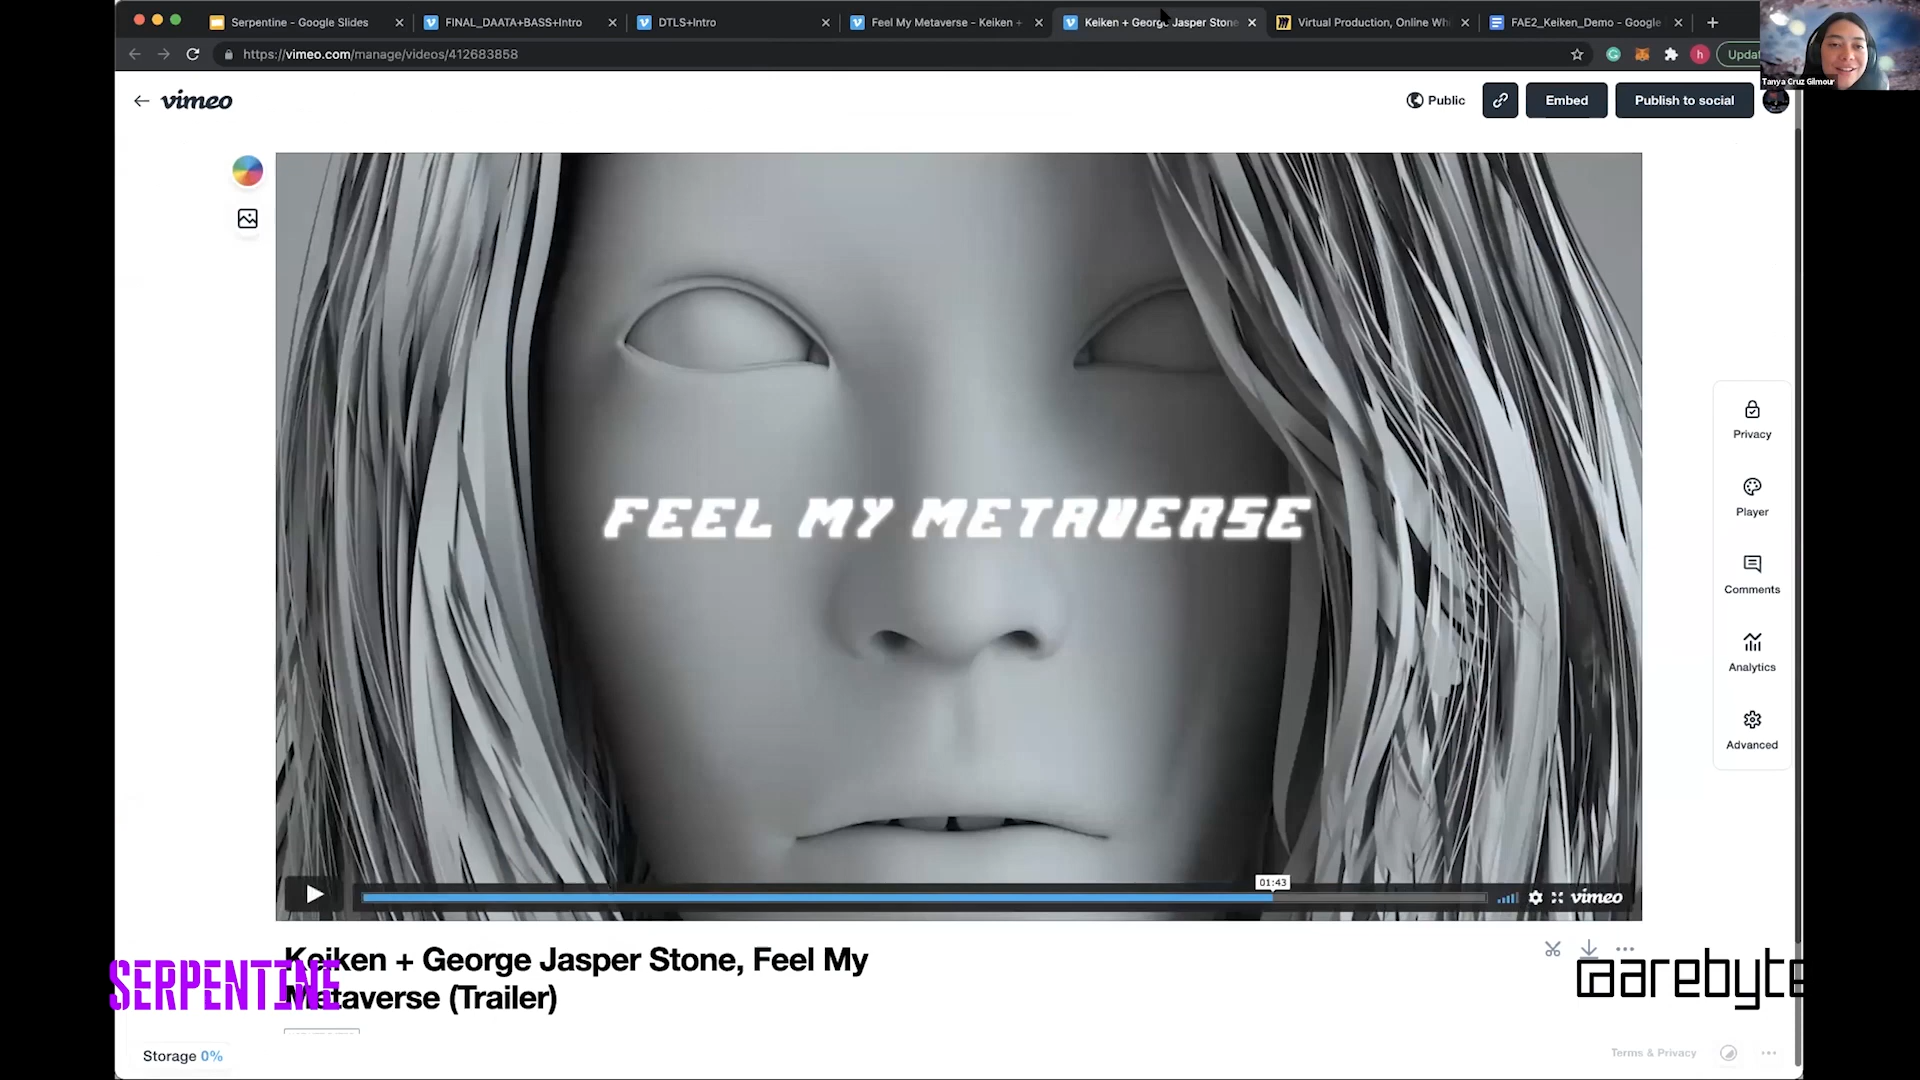 Serpentine - Google Slides
FINAL_DAATA+BASS+Intro
DTLS+Intro
Feel My Metaverse - Keiken +
Keiken + George Jasper Stone
Virtual Production, Online Wh
FAE2_Keiken_Demo - Google
https://vimeo.com/manage/videos/412683858
h
Upda
Tanya Cruz Gilmour
vimeo
Public
Embed
Publish to social
FEEL MY METAVERSE
Privacy
Player
Comments
Analytics
Advanced
01:43
vimeo
Keiken + George Jasper Stone, Feel My
Metaverse (Trailer)
SERPENTINE
arebyte
Storage 0%
Terms & Privacy